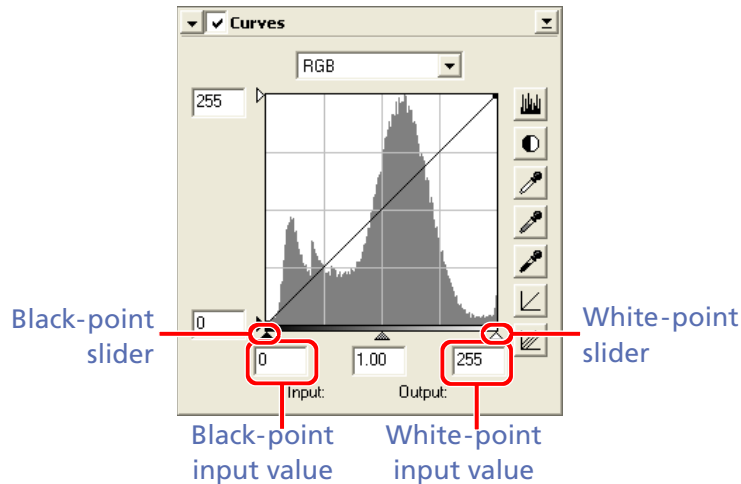 Curves
RGB
255
0
Black-point
slider
White-point
slider
0
1.00
255
Input:
Output:
Black-point
input value
White-point
input value